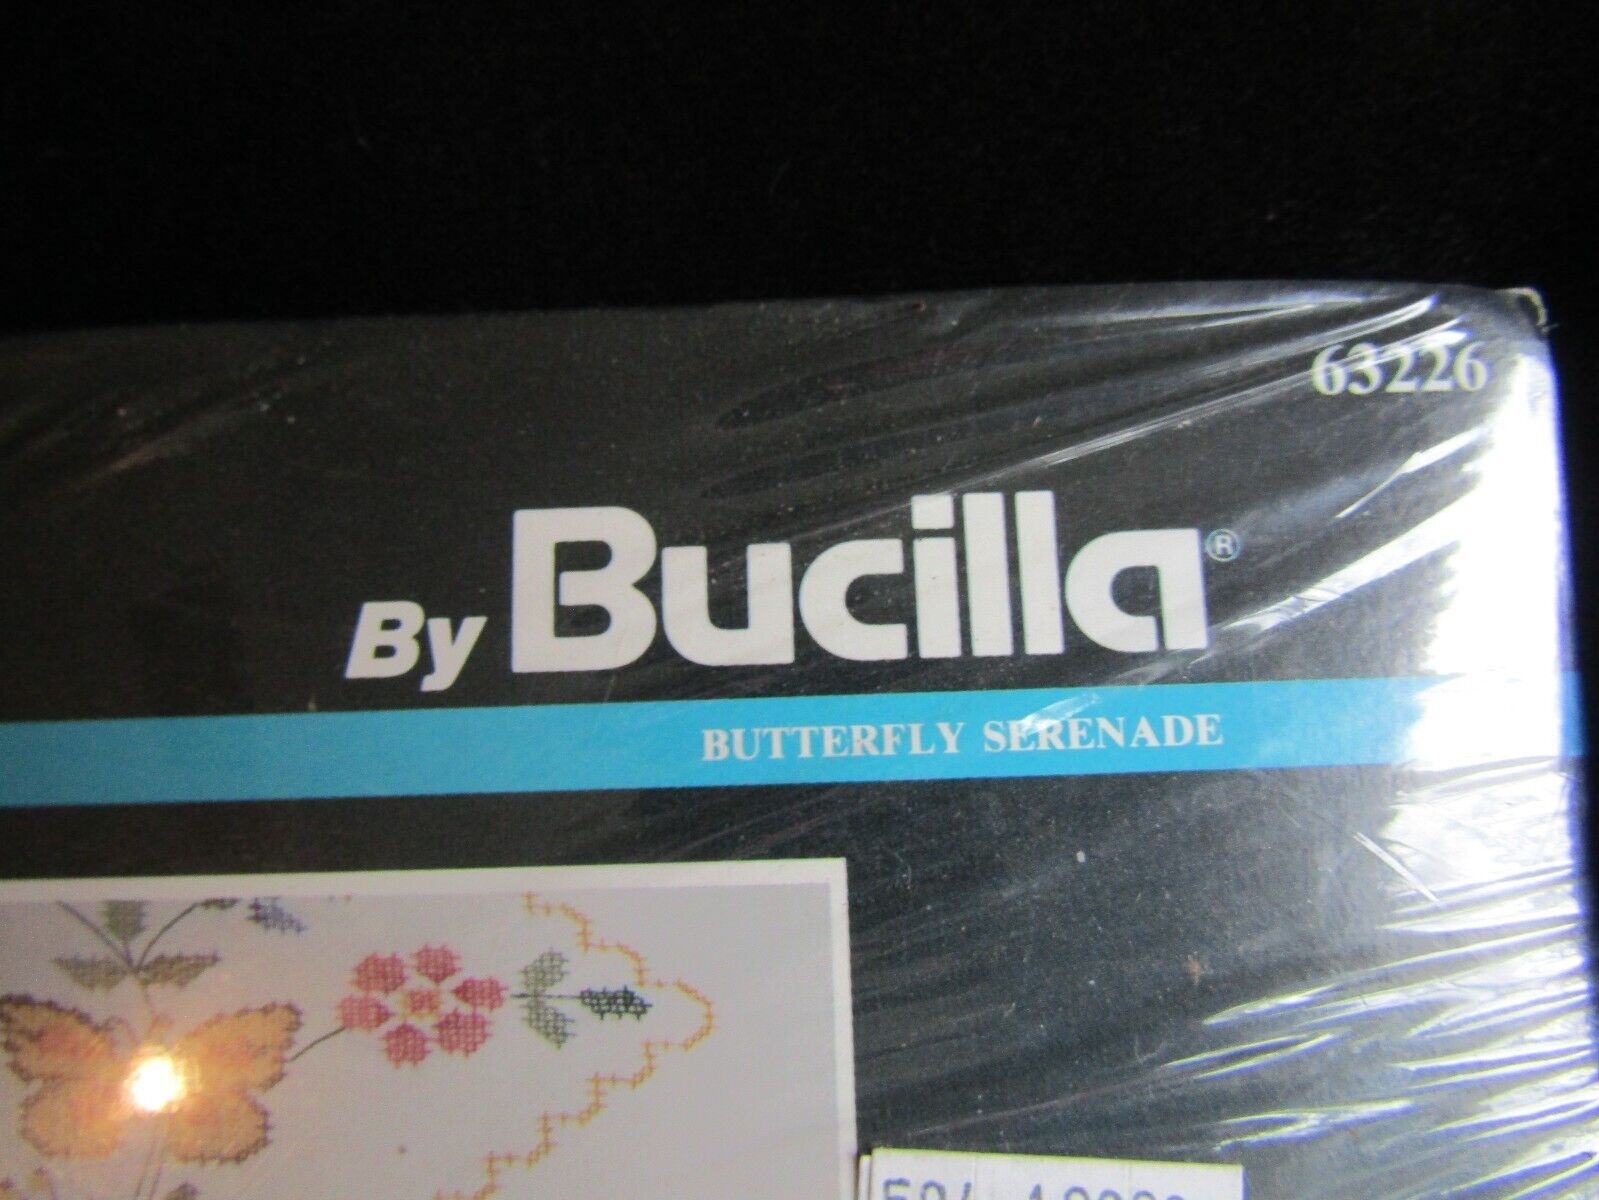 63226
By Bucilla®
BUTTERFLY SERENADE